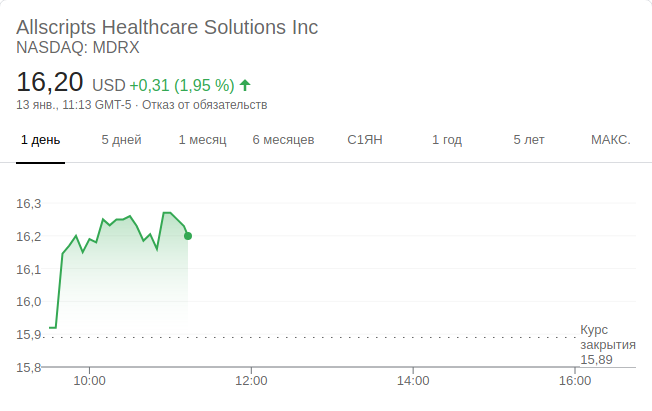 Allscripts Healthcare Solutions Inc
NASDAQ: MDRX
16,20 USD +0,31 (1,95 %)
13 янв., 11:13 GMT-5 · Отказ от обязательств
1 день 5 дней 1 месяц 6 месяцев С1ЯН 1 год 5 лет МАКС.
16,3
16,2
16,1
16,0
15,9
15,8
Курс
закрытия
15,89
10:00 12:00 14:00 16:00